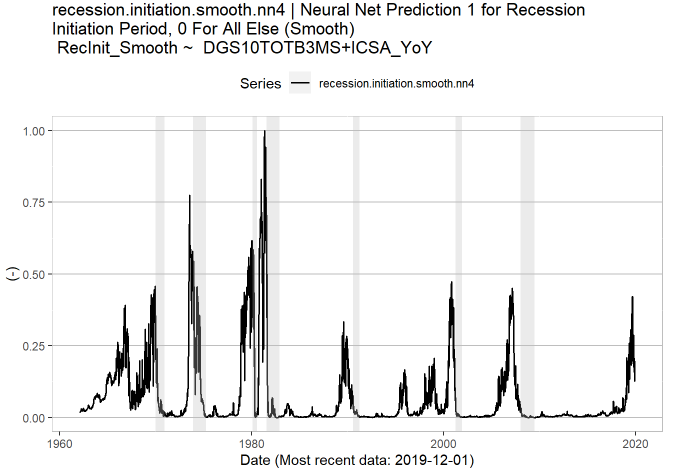 recession.initiation.smooth.nn4 | Neural Net Prediction 1 for Recession
Initiation Period, 0 For All Else (Smooth)
RecInit_Smooth ~ DGS10TOTB3MS+ICSA_YoY
Series recession.initiation.smooth.nn4
1.00
0.75
0.50
0.25
0.00
(-)
1960 1980 2000 2020
Date (Most recent data: 2019-12-01)